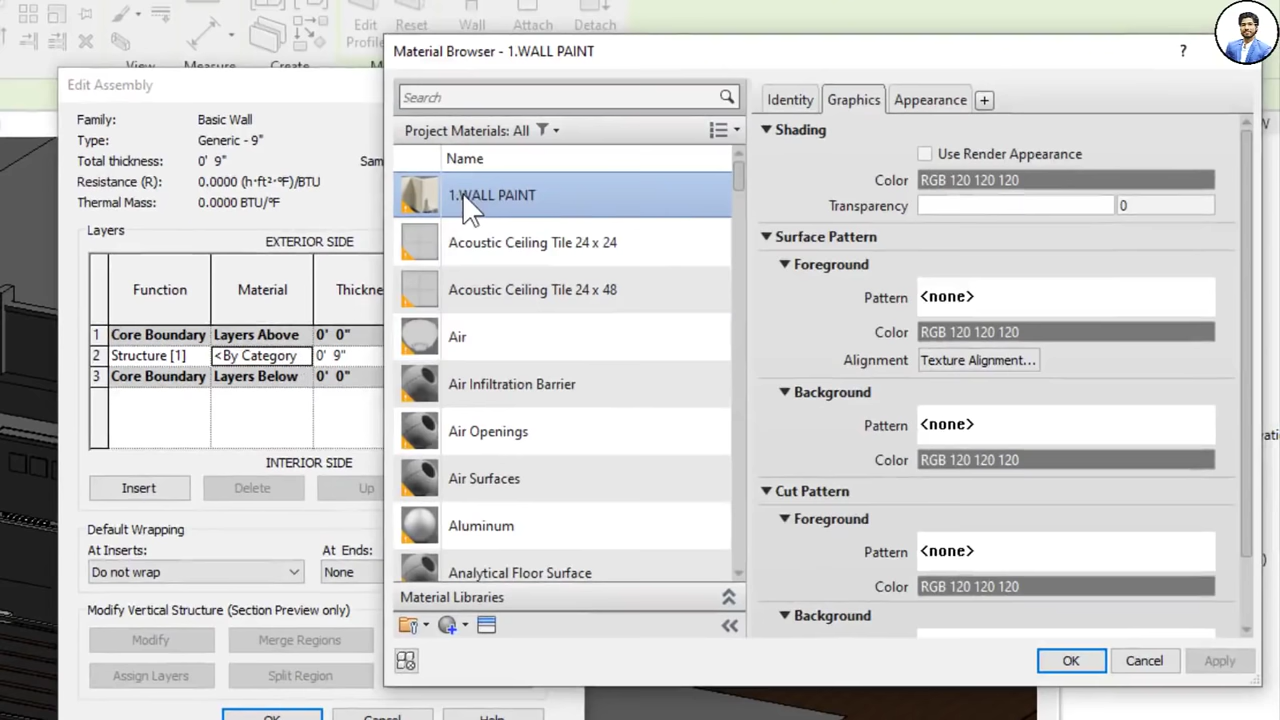 Edit Reset Wall Attach Detach
Profile
View Measure Create
Edit Assembly
Family: Basic Wall
Type: Generic - 9"
Total thickness: 0' 9"
Resistance (R): 0.0000 (h·ft²·°F)/BTU
Thermal Mass: 0.0000 BTU/°F
Layers
EXTERIOR SIDE
Function Material
1 Core Boundary Layers Above 0' 0"
2 Structure [1] <By Category 0' 9"
3 Core Boundary Layers Below 0' 0"
INTERIOR SIDE
Insert Delete Up
Default Wrapping
At Inserts: At Ends:
Do not wrap None
Modify Vertical Structure (Section Preview only)
Modify Merge Regions
Assign Layers Split Region
OK Cancel Help
Material Browser - 1.WALL PAINT ?
Search
Project Materials: All
Name
1.WALL PAINT
Acoustic Ceiling Tile 24 x 24
Acoustic Ceiling Tile 24 x 48
Air
Air Infiltration Barrier
Air Openings
Air Surfaces
Aluminum
Analytical Floor Surface
Material Libraries
Identity Graphics Appearance +
Shading
Use Render Appearance
Color RGB 120 120 120
Transparency 0
Surface Pattern
Foreground
Pattern <none>
Color RGB 120 120 120
Alignment Texture Alignment...
Background
Pattern <none>
Color RGB 120 120 120
Cut Pattern
Foreground
Pattern <none>
Color RGB 120 120 120
Background
OK Cancel Apply